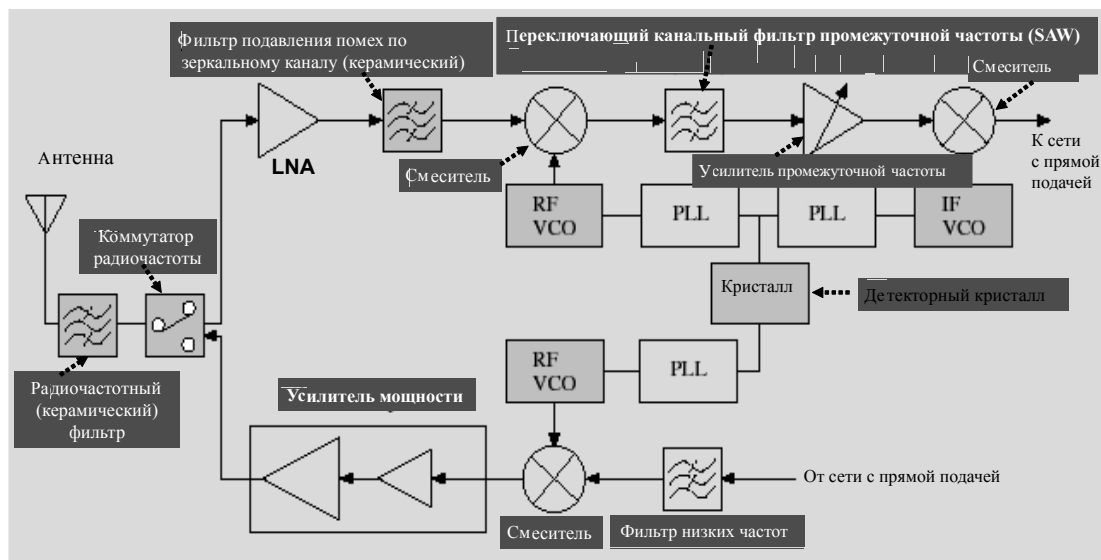 Фильтр подавления помех по
зеркальному каналу (керамический)
Переключающий канальный фильтр промежуточной частоты (SAW)
Смеситель
Антенна
LNA
Смеситель
Усилитель промежуточной частоты
К сети
с прямой
подачей
RF
VCO
PLL
PLL
IF
VCO
Коммутатор
радиочастоты
Кристалл
Детекторный кристалл
RF
VCO
PLL
Радиочастотный
(керамический)
фильтр
Усилитель мощности
От сети с прямой подачей
Смеситель
Фильтр низких частот